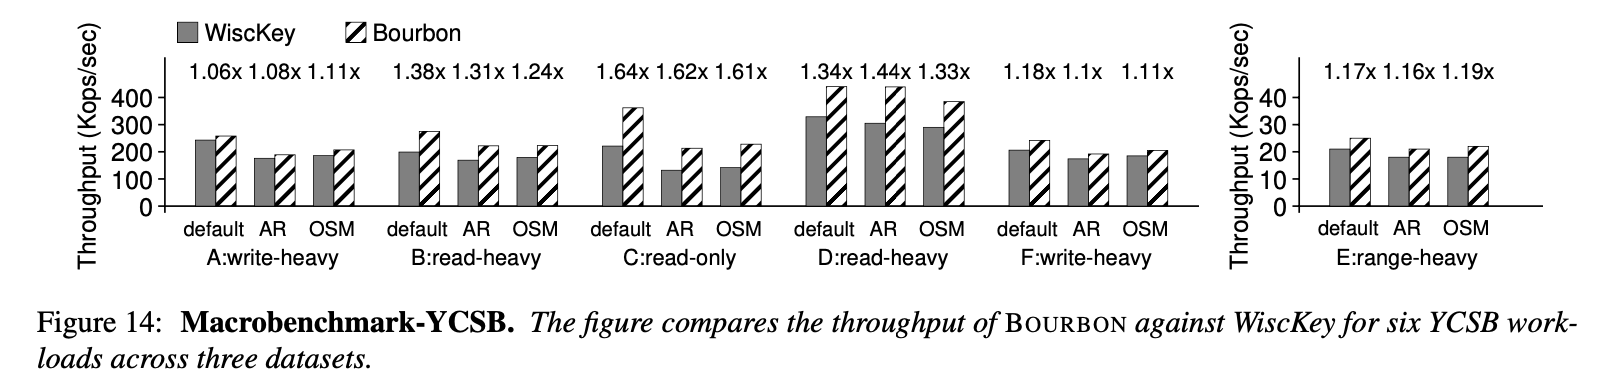 WiscKey Bourbon
Throughput (Kops/sec)
1.06x 1.08x 1.11x 1.38x 1.31x 1.24x 1.64x 1.62x 1.61x 1.34x 1.44x 1.33x 1.18x 1.1x 1.11x
400
300
200
100
0
default AR OSM default AR OSM default AR OSM default AR OSM default AR OSM
A:write-heavy B:read-heavy C:read-only D:read-heavy F:write-heavy
Throughput (Kops/sec)
1.17x 1.16x 1.19x
40
30
20
10
0
default AR OSM
E:range-heavy
Figure 14: Macrobenchmark-YCSB. The figure compares the throughput of BOURBON against WiscKey for six YCSB work-
loads across three datasets.